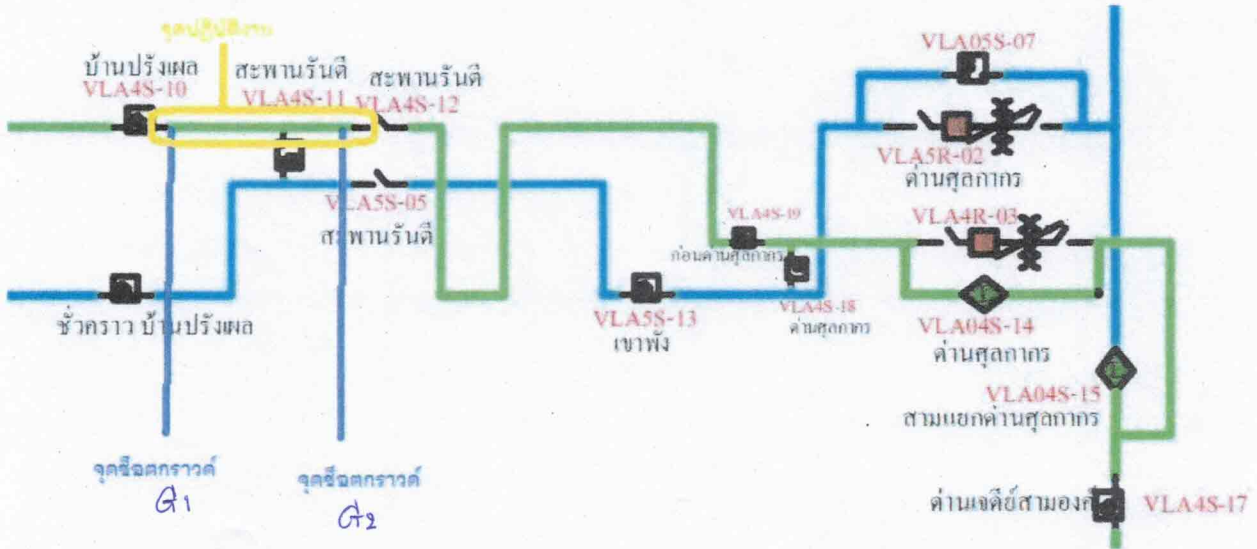 จุดปฏิบัติงาน
บ้านปรังเผล
VLA4S-10
สะพานรันตี
VLA4S-11
สะพานรันตี
VLA4S-12
VLA5S-05
สะพานรันตี
ชั่วคราว บ้านปรังเผล
VLA5S-13
เขาพัง
VLA4S-19
ก่อนด่านศุลกากร
VLA4S-18
ด่านศุลกากร
VLA05S-07
VLA5R-02
ด่านศุลกากร
VLA4R-03
VLA04S-14
ด่านศุลกากร
VLA04S-15
สามแยกด่านศุลกากร
ด่านเจดีย์สามองค์
VLA4S-17
จุดช็อตกราวด์
G1
จุดช็อตกราวด์
G2